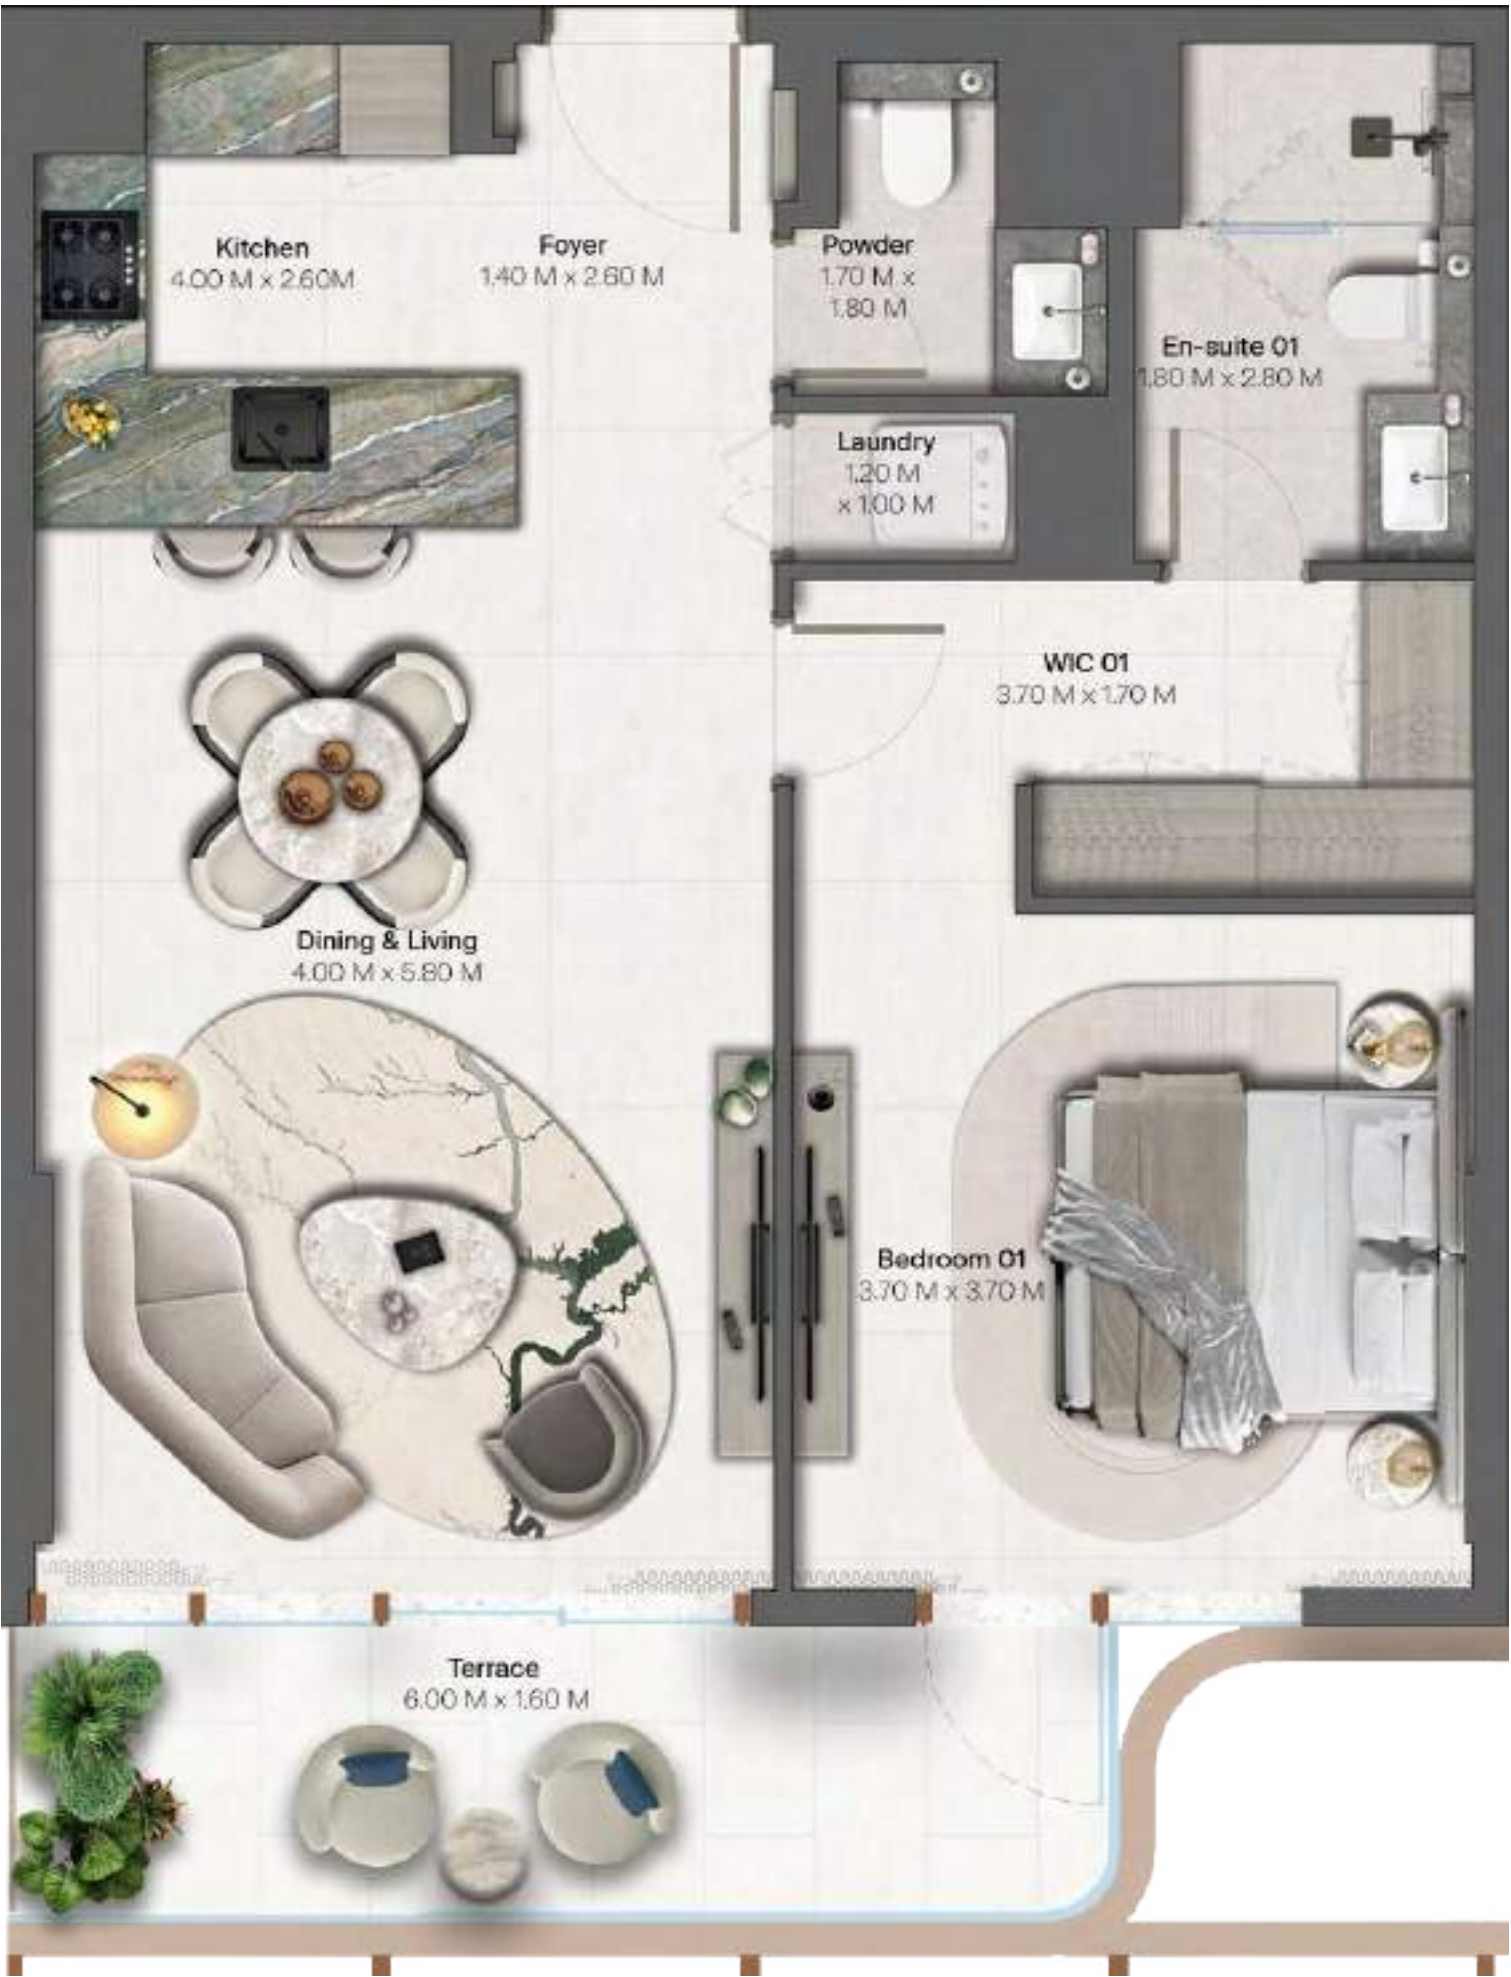 Kitchen
4.00 M x 2.60M
Foyer
1.40 M x 2.60 M
Powder
1.70 M x
1.80 M
En-suite 01
1.80 M x 2.80 M
Laundry
1.20 M
x 1.00 M
WIC 01
3.70 M x 1.70 M
Dining & Living
4.00 M x 5.80 M
Bedroom 01
3.70 M x 3.70 M
Terrace
6.00 M x 1.60 M